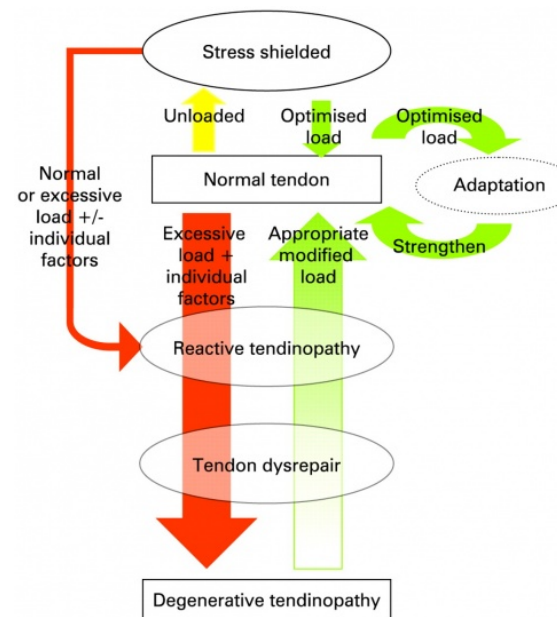 Stress shielded
Unloaded
Optimised
load
Optimised
load
Normal
or excessive
load +/-
individual
factors
Normal tendon
Adaptation
Strengthen
Excessive
load +
individual
factors
Appropriate
modified
load
Reactive tendinopathy
Tendon dysrepair
Degenerative tendinopathy